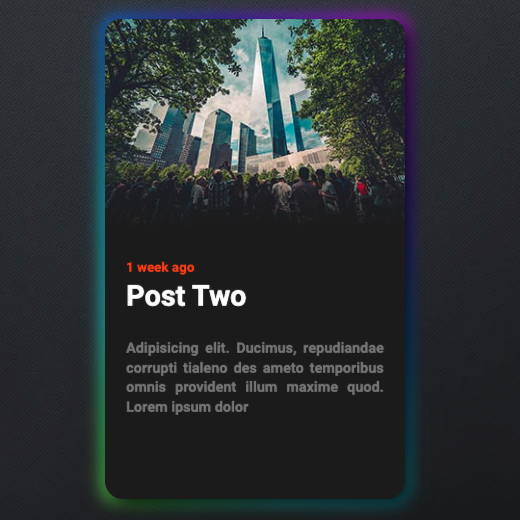 1 week ago
Post Two
Adipisicing elit. Ducimus, repudiandae
corrupti tialeno des ameto temporibus
omnis provident illum maxime quod.
Lorem ipsum dolor